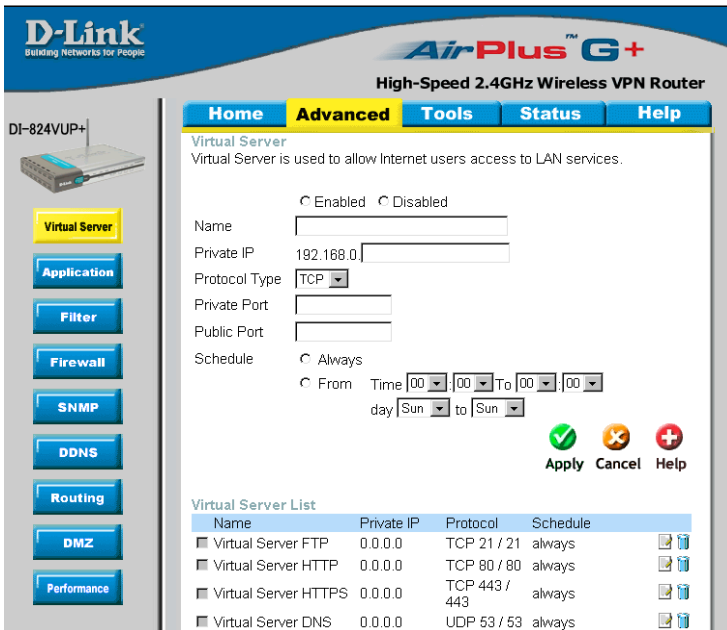 D-Link
Building Networks for People
AirPlus G+
TM
High-Speed 2.4GHz Wireless VPN Router
DI-824VUP+
Home Advanced Tools Status Help
Virtual Server
Application
Filter
Firewall
SNMP
DDNS
Routing
DMZ
Performance
Virtual Server
Virtual Server is used to allow Internet users access to LAN services.
Enabled Disabled
Name
Private IP 192.168.0.
Protocol Type TCP
Private Port
Public Port
Schedule Always
From Time 00 : 00 To 00 : 00
day Sun to Sun
Apply Cancel Help
Virtual Server List
Name Private IP Protocol Schedule
Virtual Server FTP 0.0.0.0 TCP 21 / 21 always
Virtual Server HTTP 0.0.0.0 TCP 80 / 80 always
Virtual Server HTTPS 0.0.0.0 TCP 443 / 443 always
Virtual Server DNS 0.0.0.0 UDP 53 / 53 always